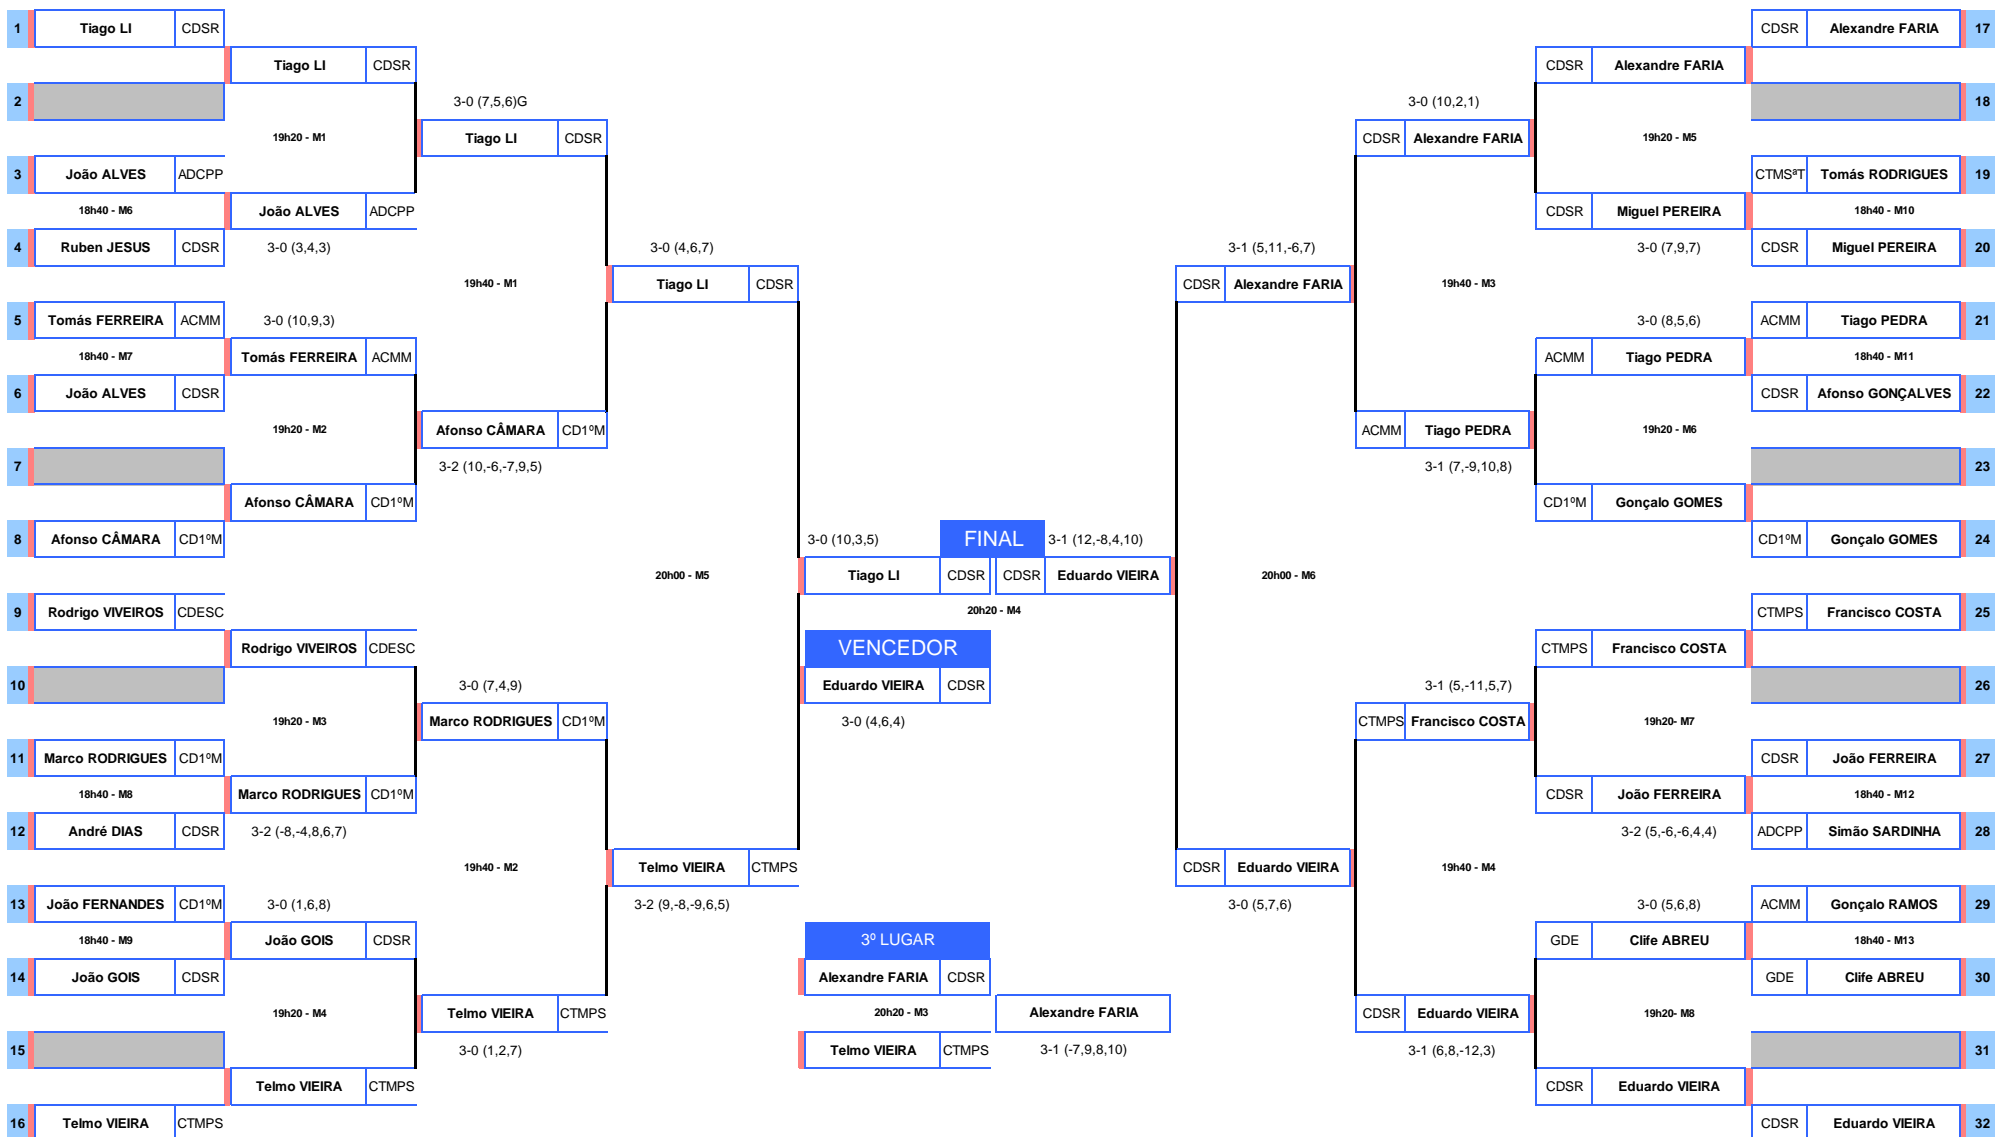 1 Tiago LI CDSR CDSR Alexandre FARIA 17
Tiago LI CDSR CDSR Alexandre FARIA
2 3-0 (7,5,6)G 3-0 (10,2,1) 18
19h20 - M1 Tiago LI CDSR CDSR Alexandre FARIA 19h20 - M5
3 João ALVES ADCPP CTMSªT Tomás RODRIGUES 19
18h40 - M6 João ALVES ADCPP CDSR Miguel PEREIRA 18h40 - M10
4 Ruben JESUS CDSR 3-0 (3,4,3) 3-0 (4,6,7) 3-1 (5,11,-6,7) 3-0 (7,9,7) CDSR Miguel PEREIRA 20
19h40 - M1 Tiago LI CDSR CDSR Alexandre FARIA 19h40 - M3
5 Tomás FERREIRA ACMM 3-0 (10,9,3) 3-0 (8,5,6) ACMM Tiago PEDRA 21
18h40 - M7 Tomás FERREIRA ACMM ACMM Tiago PEDRA 18h40 - M11
6 João ALVES CDSR CDSR Afonso GONÇALVES 22
19h20 - M2 Afonso CÂMARA CD1ºM ACMM Tiago PEDRA 19h20 - M6
7 3-2 (10,-6,-7,9,5) 3-1 (7,-9,10,8) 23
Afonso CÂMARA CD1ºM CD1ºM Gonçalo GOMES
8 Afonso CÂMARA CD1ºM 3-0 (10,3,5) FINAL 3-1 (12,-8,4,10) CD1ºM Gonçalo GOMES 24
20h00 - M5 Tiago LI CDSR CDSR Eduardo VIEIRA 20h00 - M6
9 Rodrigo VIVEIROS CDESC 20h20 - M4 CTMPS Francisco COSTA 25
Rodrigo VIVEIROS CDESC VENCEDOR CTMPS Francisco COSTA
10 3-0 (7,4,9) Eduardo VIEIRA CDSR 3-1 (5,-11,5,7) 26
19h20 - M3 Marco RODRIGUES CD1ºM 3-0 (4,6,4) CTMPS Francisco COSTA 19h20- M7
11 Marco RODRIGUES CD1ºM CDSR João FERREIRA 27
18h40 - M8 Marco RODRIGUES CD1ºM CDSR João FERREIRA 18h40 - M12
12 André DIAS CDSR 3-2 (-8,-4,8,6,7) 3-2 (5,-6,-6,4,4) ADCPP Simão SARDINHA 28
19h40 - M2 Telmo VIEIRA CTMPS CDSR Eduardo VIEIRA 19h40 - M4
13 João FERNANDES CD1ºM 3-0 (1,6,8) 3-2 (9,-8,-9,6,5) 3-0 (5,7,6) 3-0 (5,6,8) ACMM Gonçalo RAMOS 29
18h40 - M9 João GOIS CDSR 3º LUGAR GDE Clife ABREU 18h40 - M13
14 João GOIS CDSR Alexandre FARIA CDSR GDE Clife ABREU 30
19h20 - M4 Telmo VIEIRA CTMPS 20h20 - M3 Alexandre FARIA CDSR Eduardo VIEIRA 19h20- M8
15 3-0 (1,2,7) Telmo VIEIRA CTMPS 3-1 (-7,9,8,10) 3-1 (6,8,-12,3) 31
Telmo VIEIRA CTMPS CDSR Eduardo VIEIRA
16 Telmo VIEIRA CTMPS CDSR Eduardo VIEIRA 32